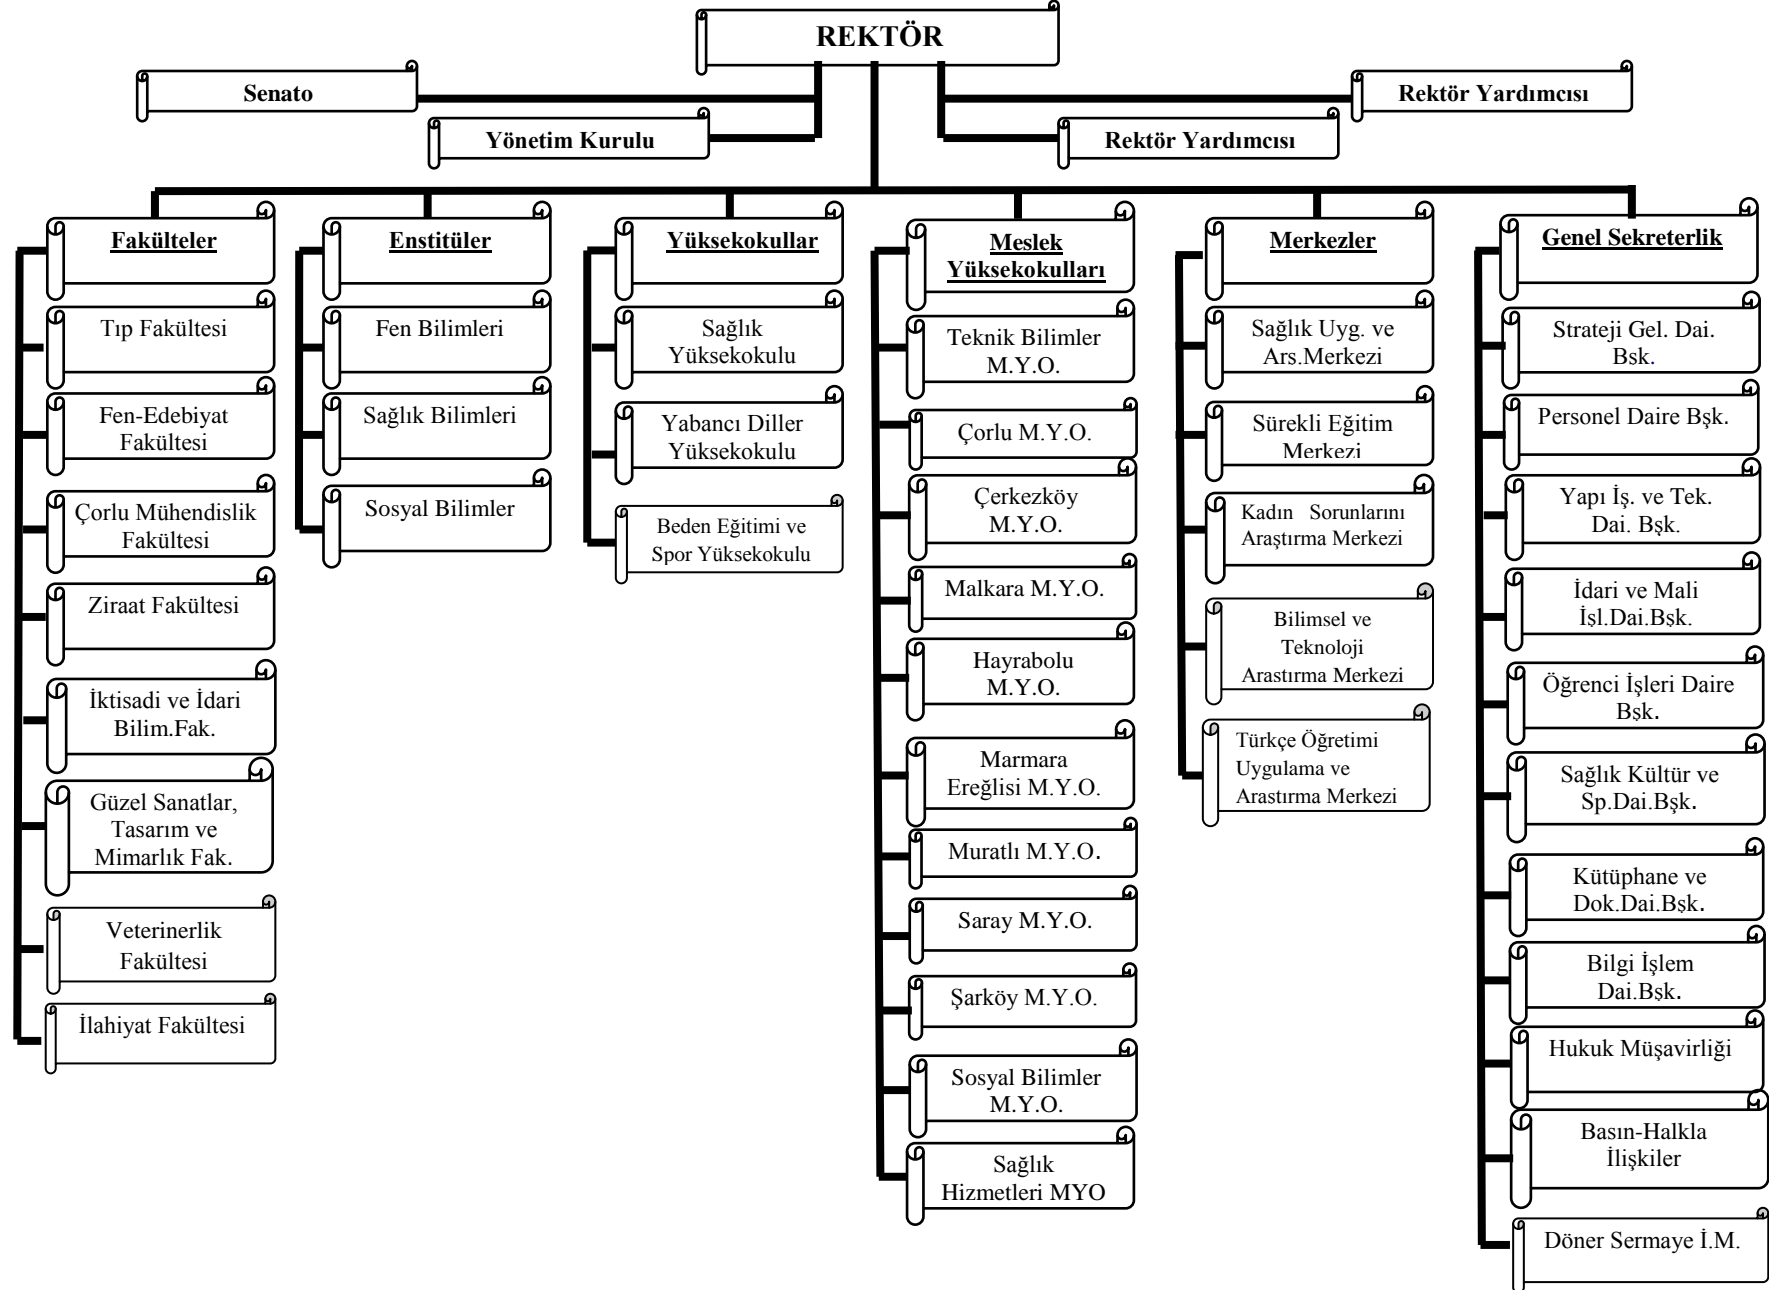 REKTÖR
Senato
Rektör Yardımcısı
Yönetim Kurulu
Rektör Yardımcısı
Fakülteler
Tıp Fakültesi
Fen-Edebiyat
Fakültesi
Çorlu Mühendislik
Fakültesi
Ziraat Fakültesi
İktisadi ve İdari
Bilim.Fak.
Güzel Sanatlar,
Tasarım ve
Mimarlık Fak.
Veterinerlik
Fakültesi
İlahiyat Fakültesi
Enstitüler
Fen Bilimleri
Sağlık Bilimleri
Sosyal Bilimler
Yüksekokullar
Sağlık
Yüksekokulu
Yabancı Diller
Yüksekokulu
Beden Eğitimi ve
Spor Yüksekokulu
Meslek
Yüksekokulları
Teknik Bilimler
M.Y.O.
Çorlu M.Y.O.
Çerkezköy
M.Y.O.
Malkara M.Y.O.
Hayrabolu
M.Y.O.
Marmara
Ereğlisi M.Y.O.
Muratlı M.Y.O.
Saray M.Y.O.
Şarköy M.Y.O.
Sosyal Bilimler
M.Y.O.
Sağlık
Hizmetleri MYO
Merkezler
Sağlık Uyg. ve
Ars.Merkezi
Sürekli Eğitim
Merkezi
Kadın Sorunlarını
Araştırma Merkezi
Bilimsel ve
Teknoloji
Arastırma Merkezi
Türkçe Öğretimi
Uygulama ve
Arastırma Merkezi
Genel Sekreterlik
Strateji Gel. Dai.
Bsk.
Personel Daire Bşk.
Yapı İş. ve Tek.
Dai. Bşk.
İdari ve Mali
İşl.Dai.Bşk.
Öğrenci İşleri Daire
Bşk.
Sağlık Kültür ve
Sp.Dai.Bşk.
Kütüphane ve
Dok.Dai.Bşk.
Bilgi İşlem
Dai.Bşk.
Hukuk Müşavirliği
Basın-Halkla
İlişkiler
Döner Sermaye İ.M.